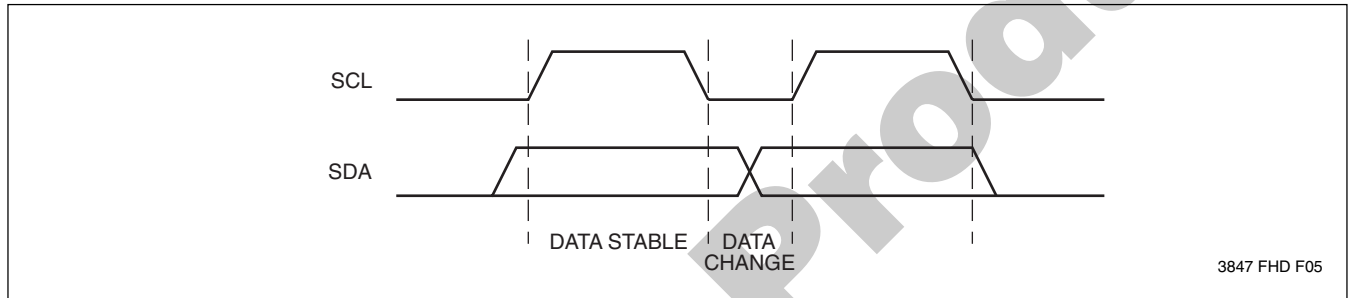 SCL
SDA
DATA STABLE
DATA
CHANGE
3847 FHD F05